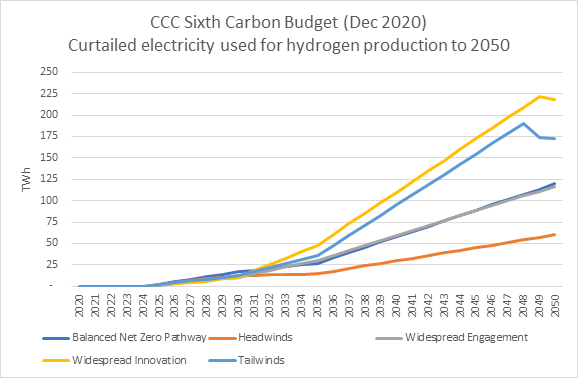 CCC Sixth Carbon Budget (Dec 2020)
Curtailed electricity used for hydrogen production to 2050
250
225
200
175
150
125
100
75
50
25
-
TWh
2020 2021 2022 2023 2024 2025 2026 2027 2028 2029 2030 2031 2032 2033 2034 2035 2036 2037 2038 2039 2040 2041 2042 2043 2044 2045 2046 2047 2048 2049 2050
Balanced Net Zero Pathway Headwinds Widespread Engagement
Widespread Innovation Tailwinds